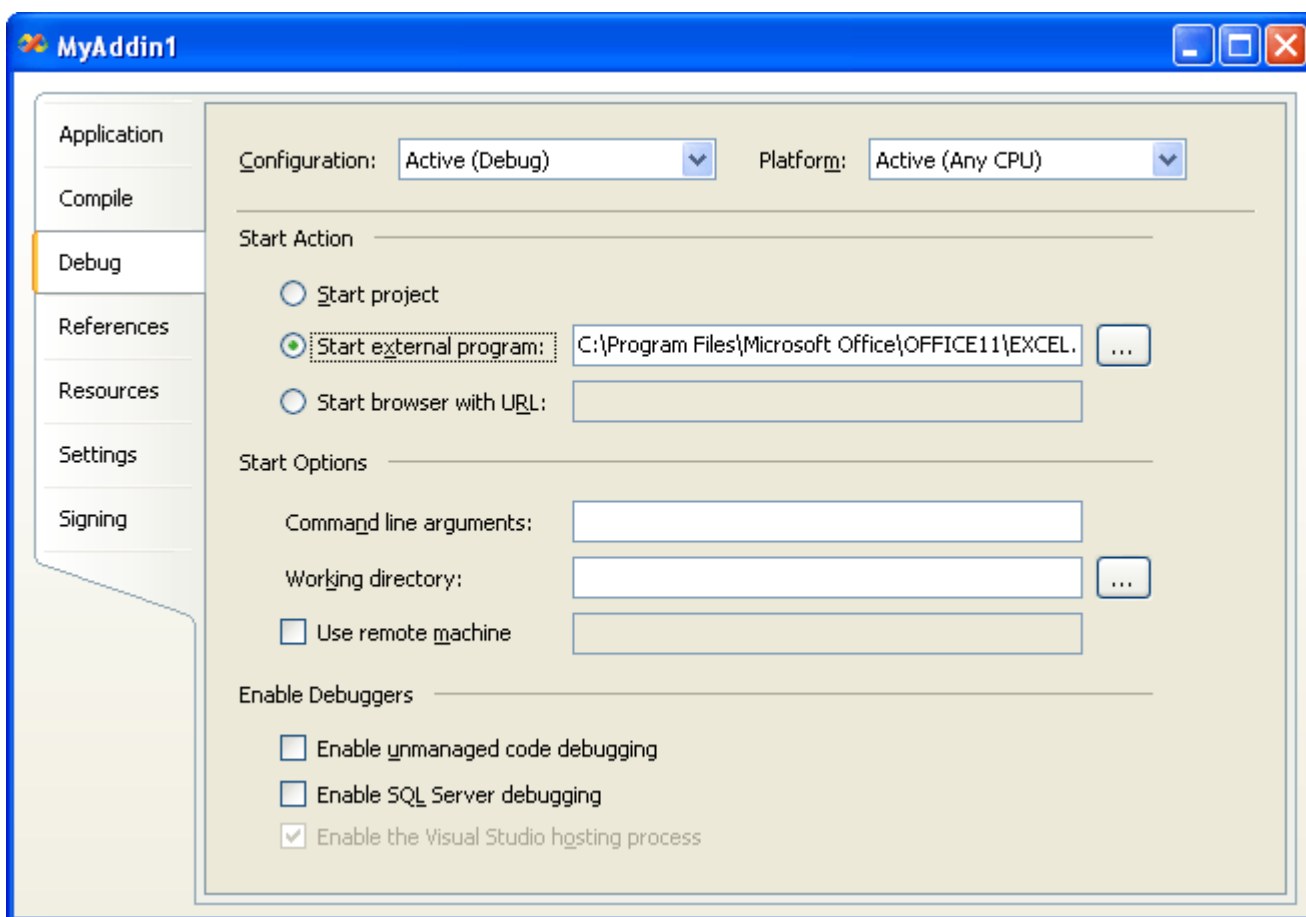 MyAddin1
Application
Compile
Debug
References
Resources
Settings
Signing
Configuration: Active (Debug) Platform: Active (Any CPU)
Start Action
Start project
Start external program: C:\Program Files\Microsoft Office\OFFICE11\EXCEL. ...
Start browser with URL:
Start Options
Command line arguments:
Working directory: ...
Use remote machine
Enable Debuggers
Enable unmanaged code debugging
Enable SQL Server debugging
Enable the Visual Studio hosting process